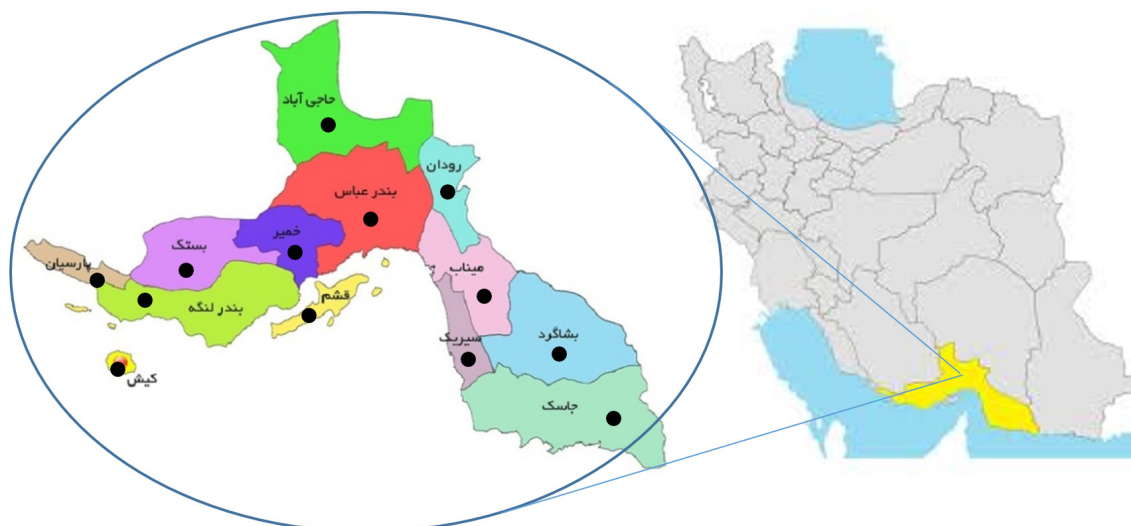 حاجی آباد
رودان
بندر عباس
خمیر
بستک
پارسیان
میناب
قشم
بندر لنگه
بشاگرد
سیریک
کیش
جاسک